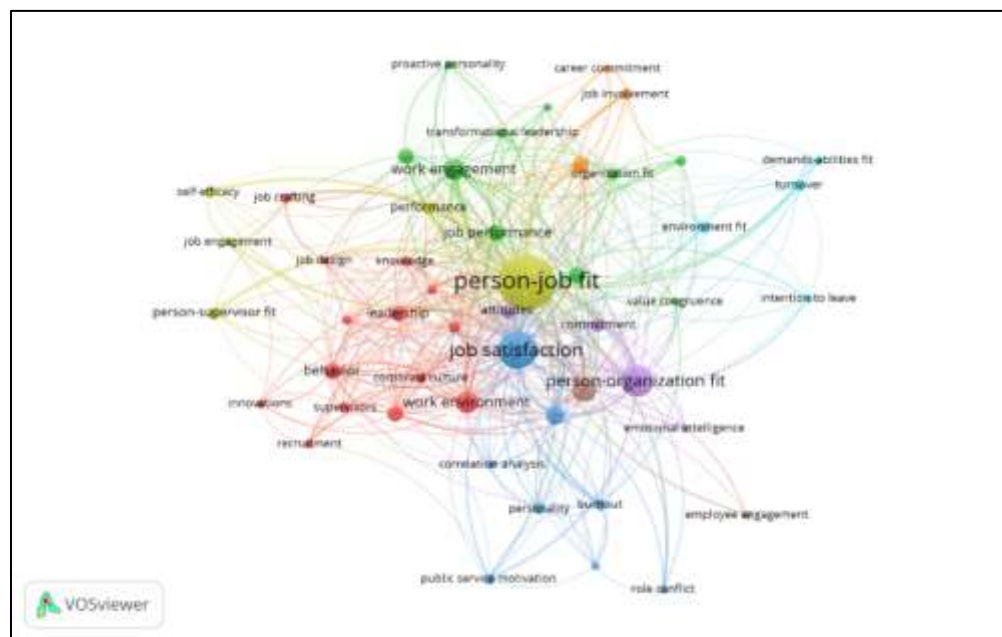 proactive personality
career commitment
job involvement
transformational leadership
demands-abilities fit
work engagement
organization fit
turnover
self-efficacy
job crafting
performance
job engagement
job performance
environment fit
job design
knowledge
person-job fit
person-supervisor fit
leadership
attitudes
value congruence
intention to leave
commitment
job satisfaction
behavior
corporate culture
person-organization fit
innovations
supervisors
work environment
emotional intelligence
recruitment
correlation analysis
personality
burnout
employee engagement
public service motivation
role conflict
VOSviewer